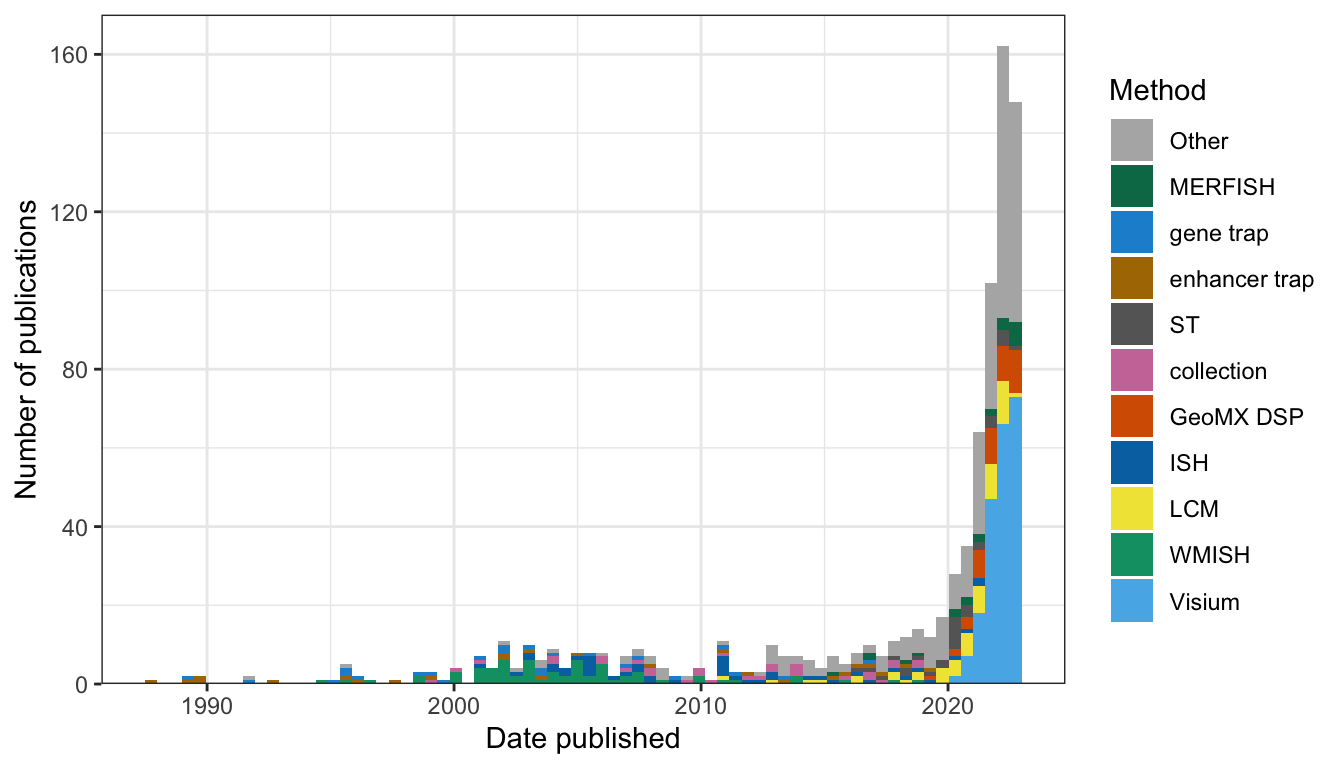 160
120
80
40
0
Number of publications
1990
2000
2010
2020
Date published
Method
Other
MERFISH
gene trap
enhancer trap
ST
collection
GeoMX DSP
ISH
LCM
WMISH
Visium